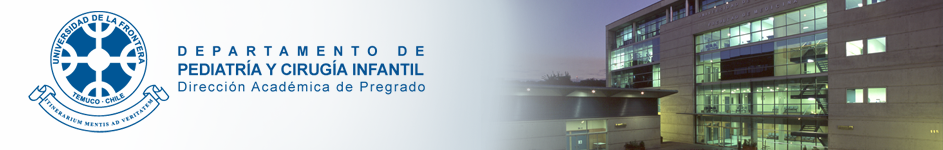 UNIVERSIDAD DE LA FRONTERA
TEMUCO - CHILE
ITINERARIUM MENTIS AD VERITATEM
DEPARTAMENTO DE
PEDIATRÍA Y CIRUGÍA INFANTIL
Dirección Académica de Pregrado